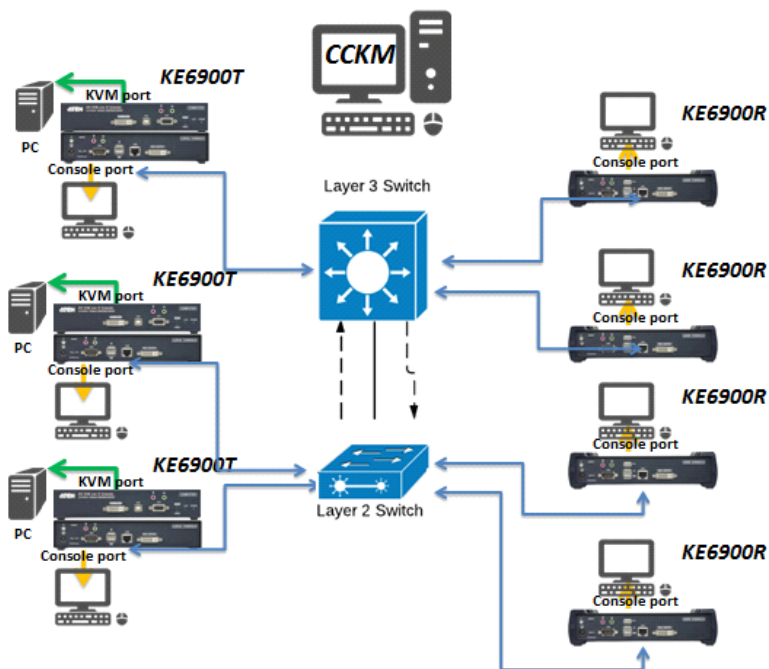 CCKM
KE6900T
KVM port
ATEN
PC
Console port
Layer 3 Switch
KE6900R
Console port
KE6900T
KVM port
PC
Console port
KE6900R
Console port
KE6900T
KVM port
PC
Console port
Layer 2 Switch
KE6900R
Console port
KE6900R
Console port